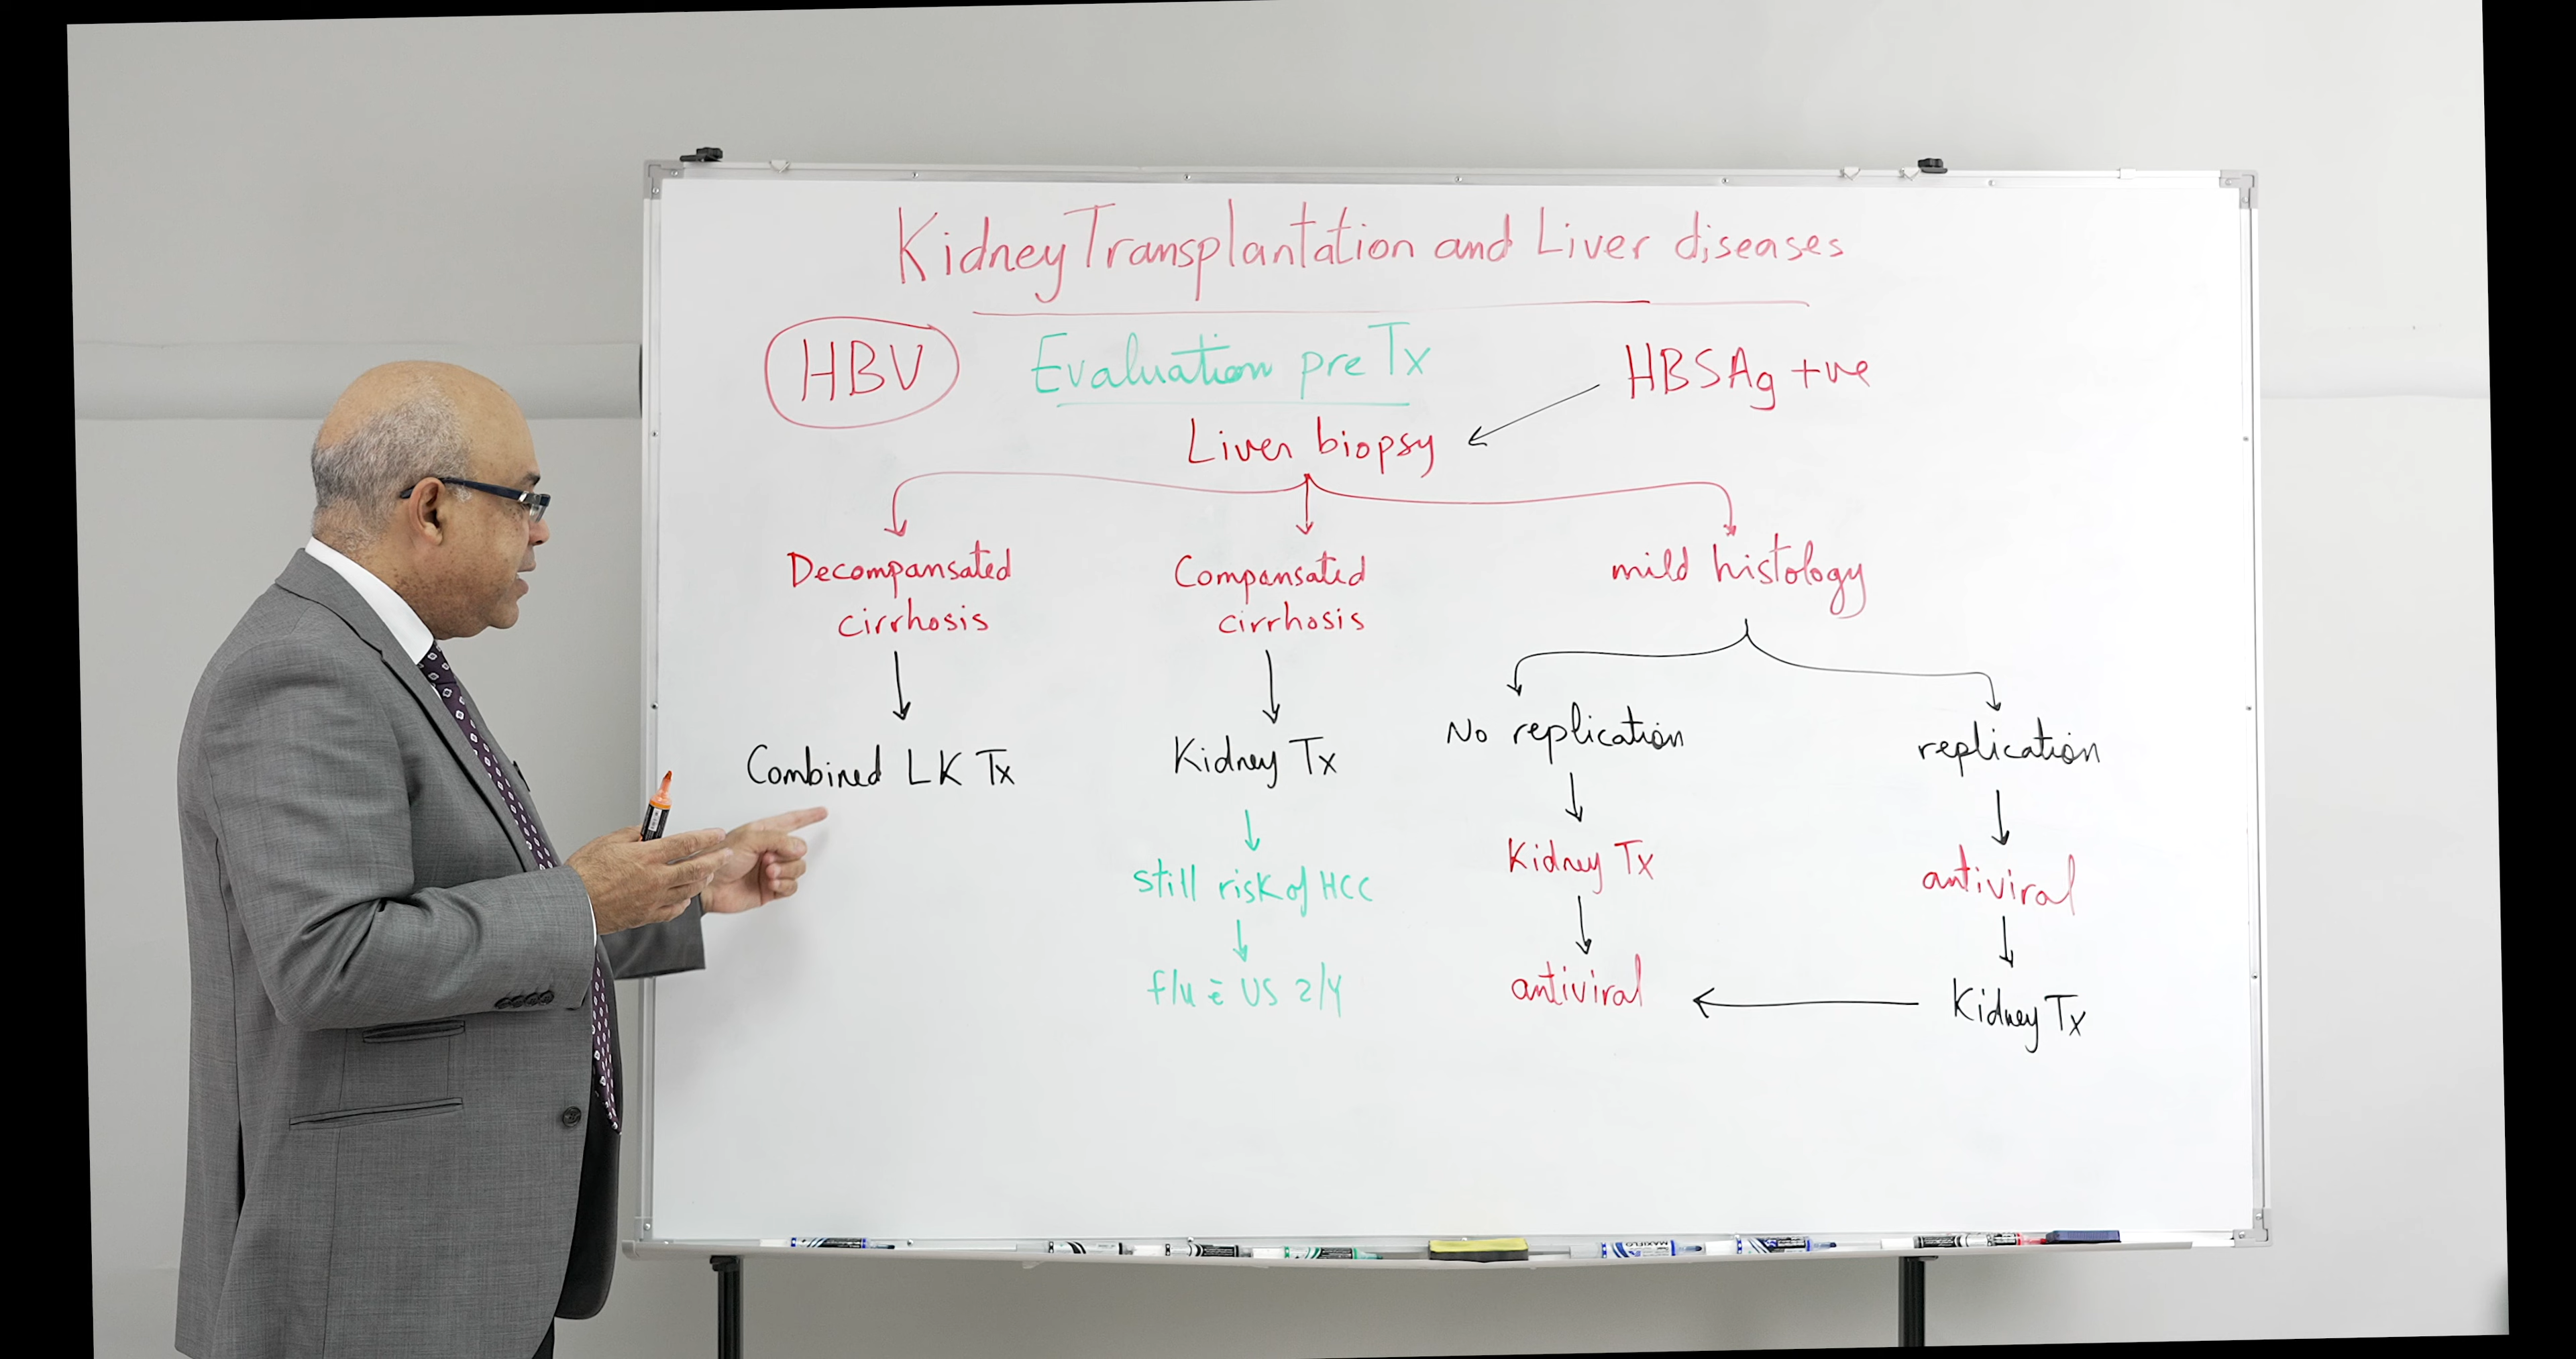 Kidney Transplantation and Liver diseases
HBV Evaluation pre Tx HBSAg +ve
Liver biopsy
Decompansated
cirrhosis
Compansated
cirrhosis
mild histology
Combined LK Tx
Kidney Tx
still risk of HCC
f/u c̄ US 2/y
No replication
Kidney Tx
antiviral
replication
antiviral
Kidney Tx
MAXIFLO